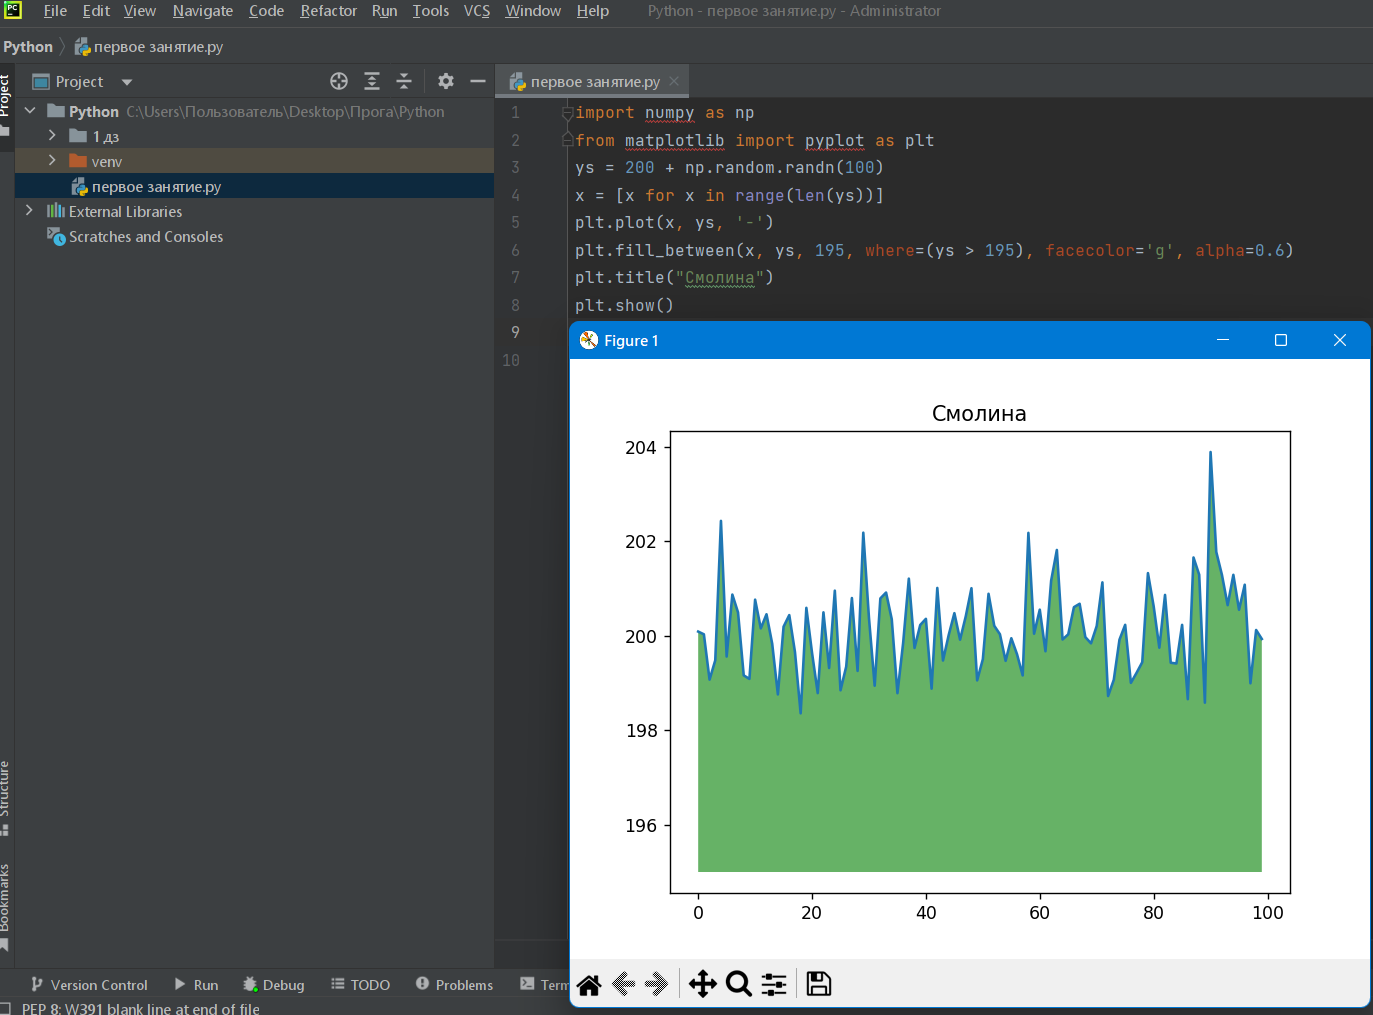 PC
File Edit View Navigate Code Refactor Run Tools VCS Window Help Python - первое занятие.py - Administrator
Python первое занятие.py
Project
Project
первое занятие.py
Python C:\Users\Пользователь\Desktop\Прога\Python
1 дз
venv
первое занятие.py
External Libraries
Scratches and Consoles
1 import numpy as np
2 from matplotlib import pyplot as plt
3 ys = 200 + np.random.randn(100)
4 x = [x for x in range(len(ys))]
5 plt.plot(x, ys, '-')
6 plt.fill_between(x, ys, 195, where=(ys > 195), facecolor='g', alpha=0.6)
7 plt.title("Смолина")
8 plt.show()
9
10
Figure 1
Смолина
204
202
200
198
196
0 20 40 60 80 100
Structure
Bookmarks
Version Control Run Debug TODO Problems Term
PEP 8: W391 blank line at end of file